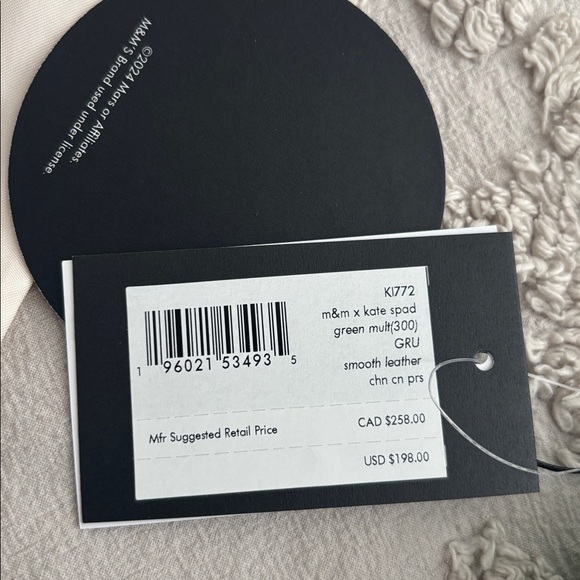 ©2024 Mars or Affiliates.
M&M'S Brand used under license.
KI772
m&m x kate spad
green mult(300)
GRU
smooth leather
chn cn prs
1 96021 53493 5
Mfr Suggested Retail Price CAD $258.00
USD $198.00